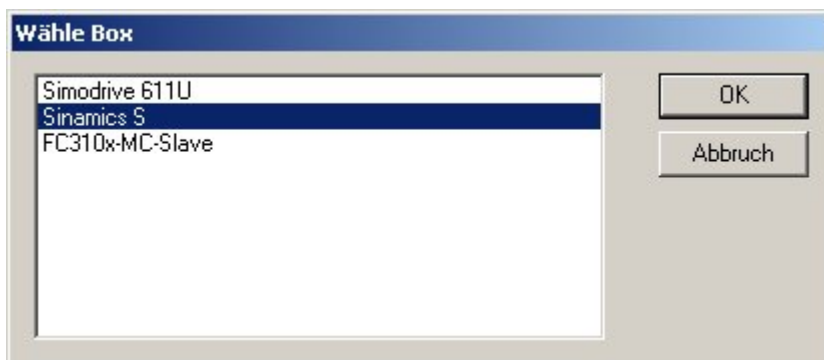 Wähle Box
Simodrive 611U
Sinamics S
FC310x-MC-Slave
OK
Abbruch